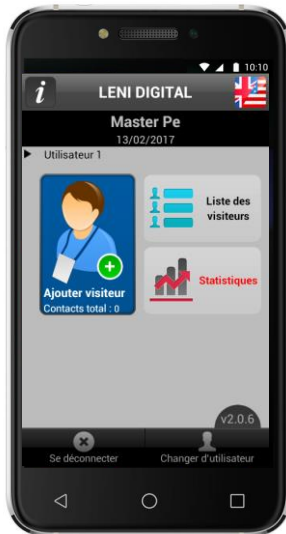 10:10
i LENI DIGITAL
Master Pe
13/02/2017
Utilisateur 1
Liste des
visiteurs
Ajouter visiteur
Contacts total : 0
Statistiques
v2.0.6
Se déconnecter Changer d'utilisateur